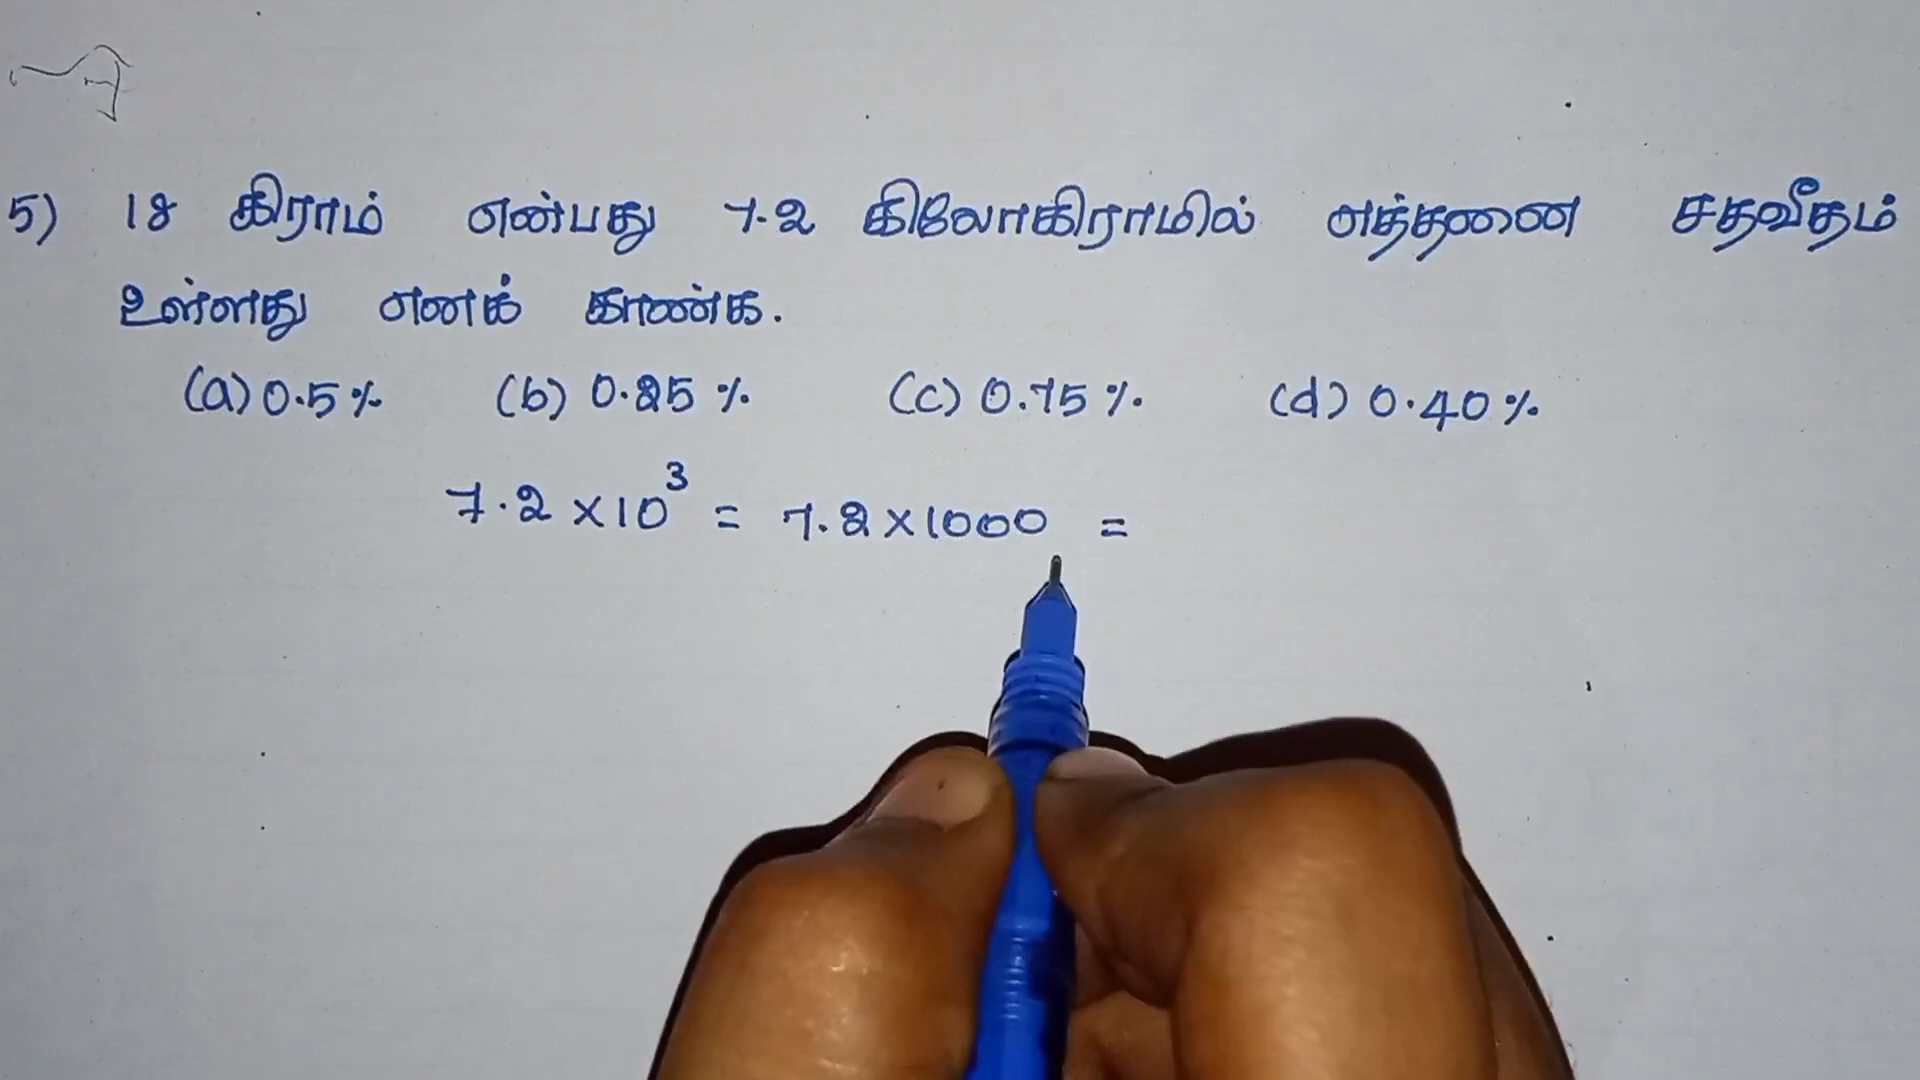 5) 18 கிராம் என்பது 7.2 கிலோகிராமில் எத்தனை சதவீதம்
உள்ளது எனக் காண்க.
(a) 0.5% (b) 0.25% (c) 0.75% (d) 0.40%
7.2 × 10³ = 7.2 × 1000 =